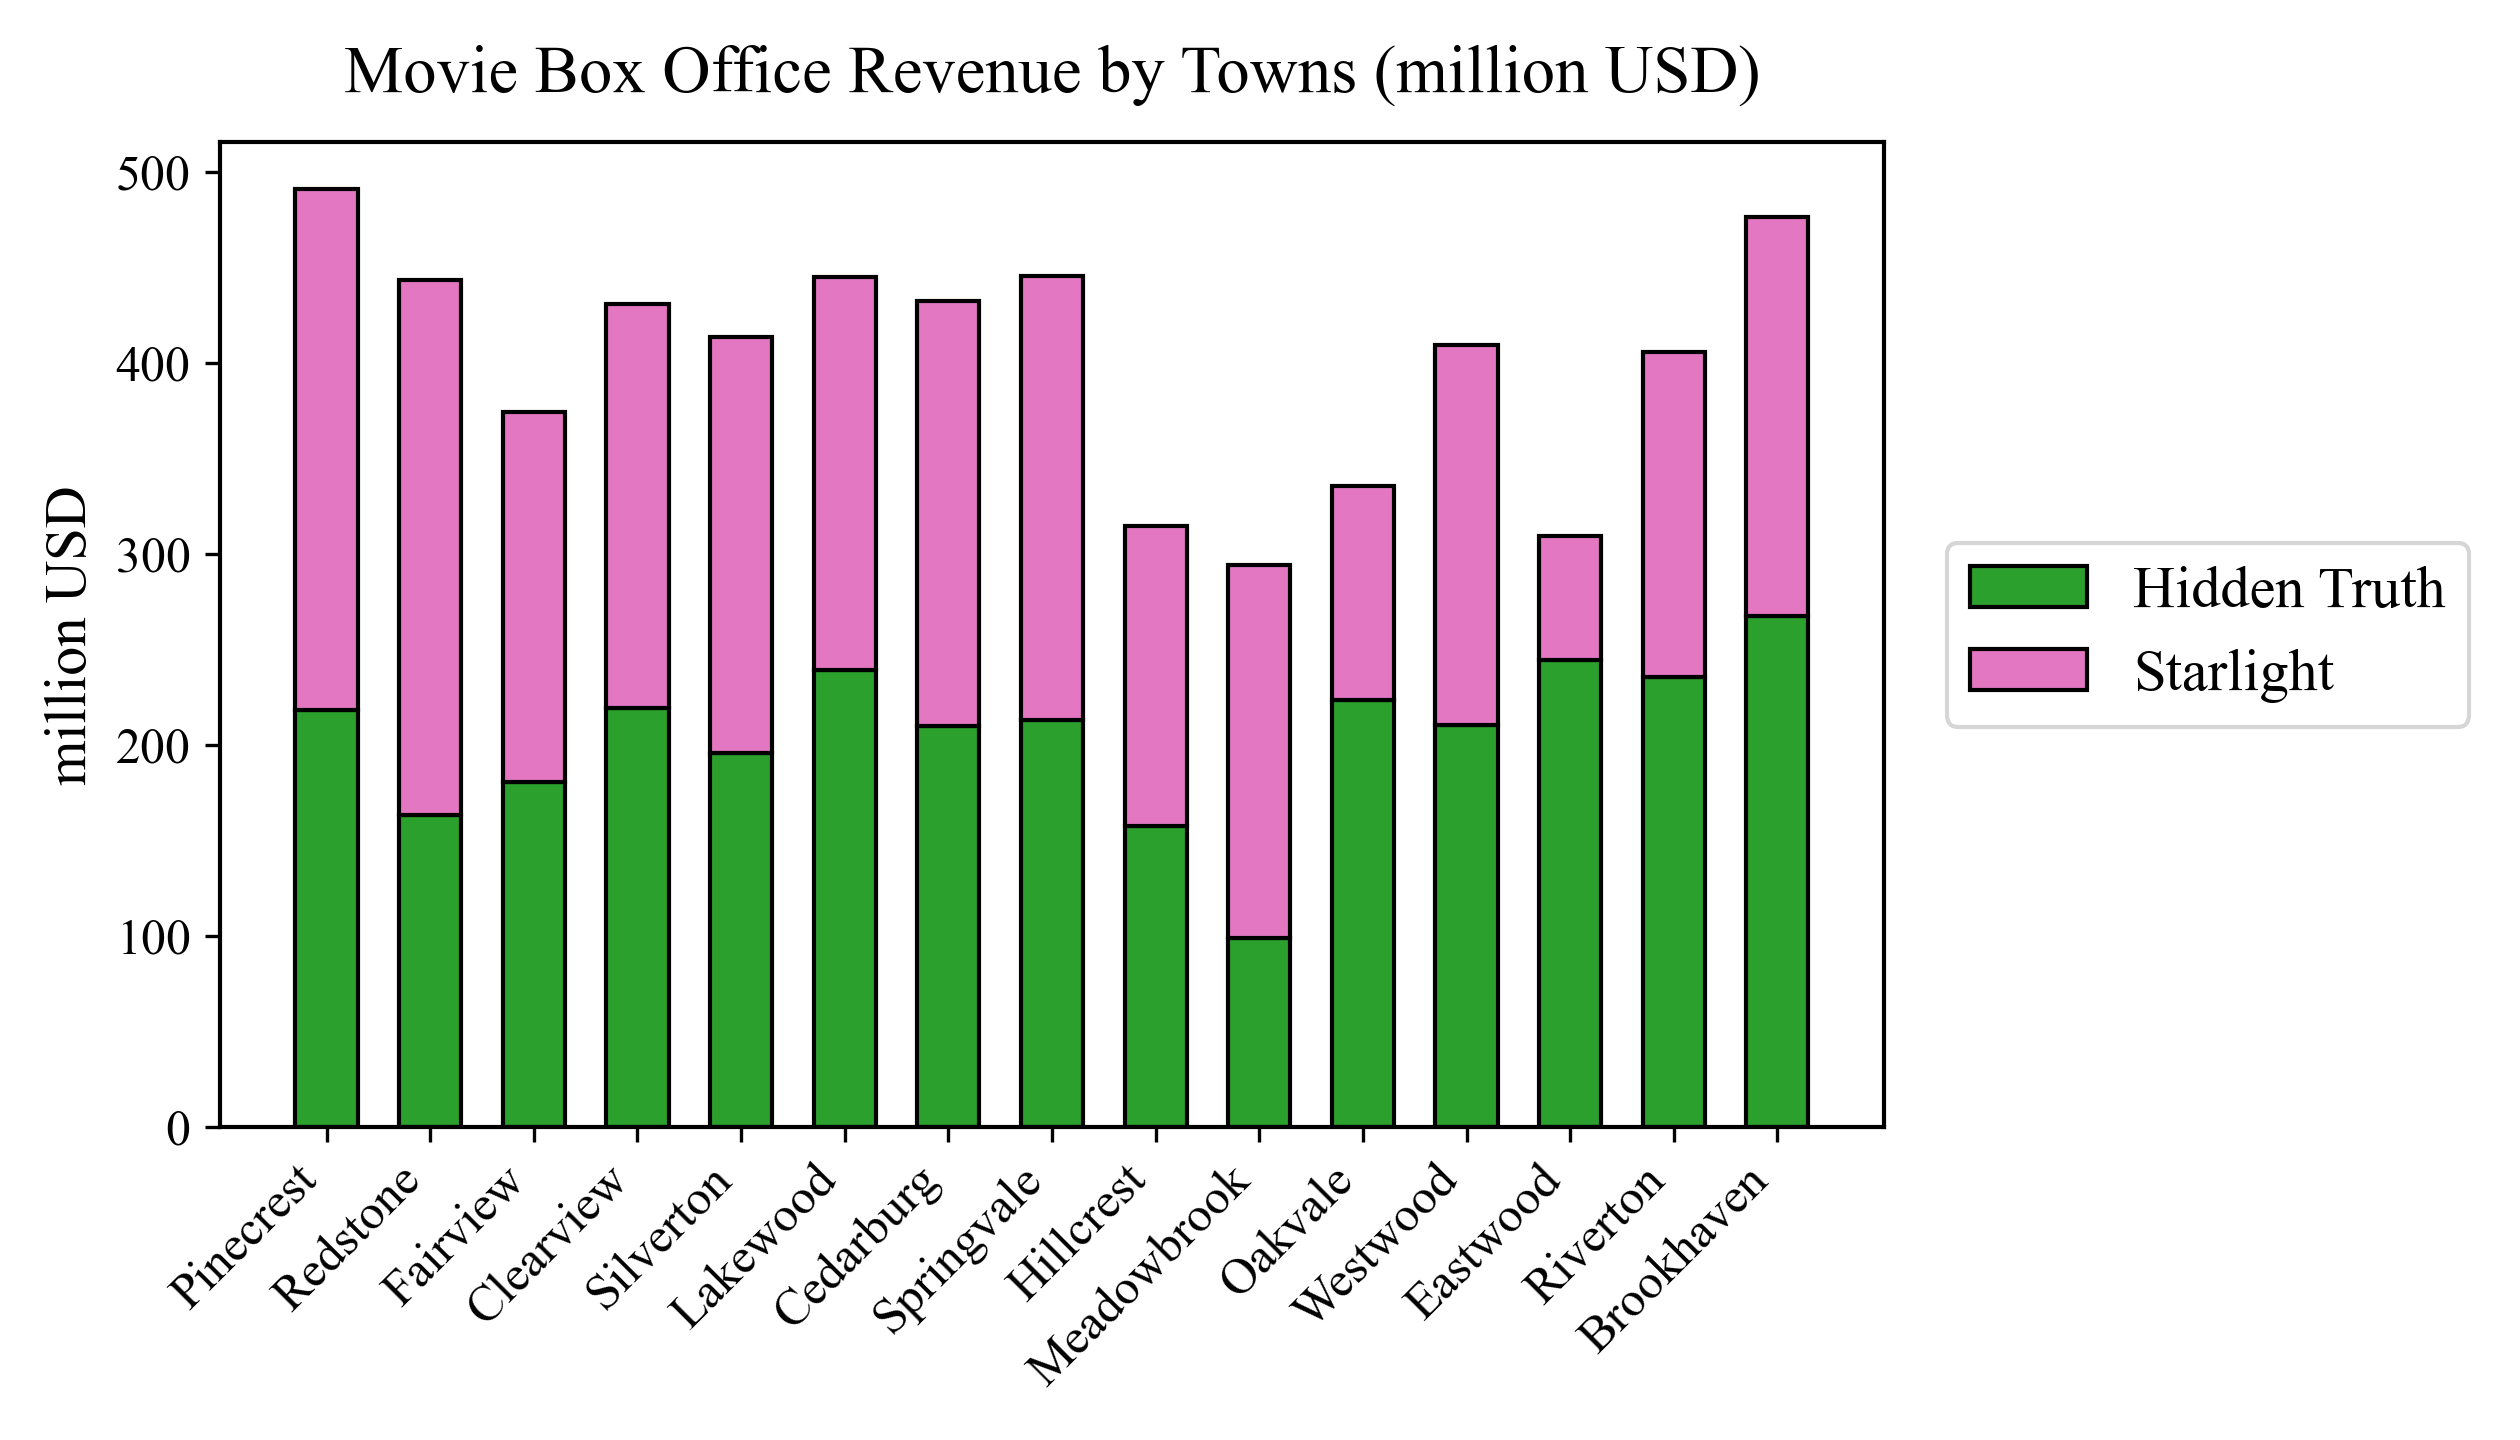 Movie Box Office Revenue by Towns (million USD)
million USD
500
400
300
200
100
0
Pinecrest
Redstone
Fairview
Clearview
Silverton
Lakewood
Cedarburg
Springvale
Hillcrest
Meadowbrook
Oakvale
Westwood
Eastwood
Riverton
Brookhaven
Hidden Truth
Starlight